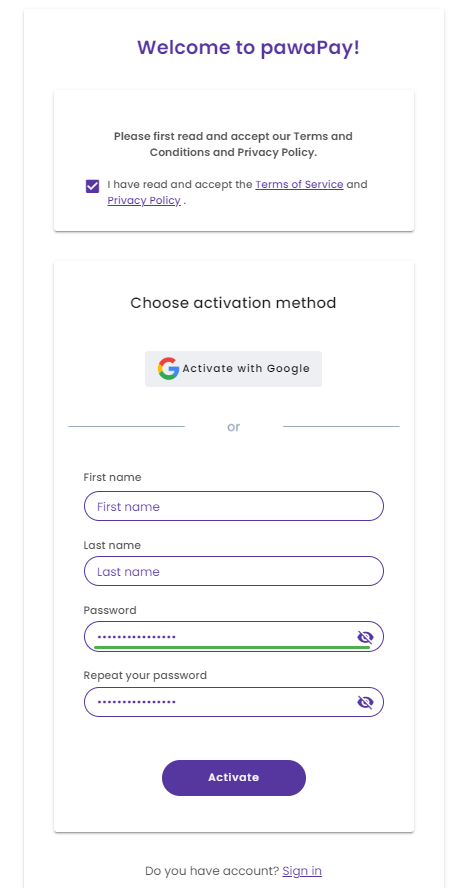 Welcome to pawaPay!
Please first read and accept our Terms and
Conditions and Privacy Policy.
I have read and accept the Terms of Service and
Privacy Policy .
Choose activation method
Activate with Google
or
First name
First name
Last name
Last name
Password
••••••••••••••••
Repeat your password
••••••••••••••••
Activate
Do you have account? Sign in